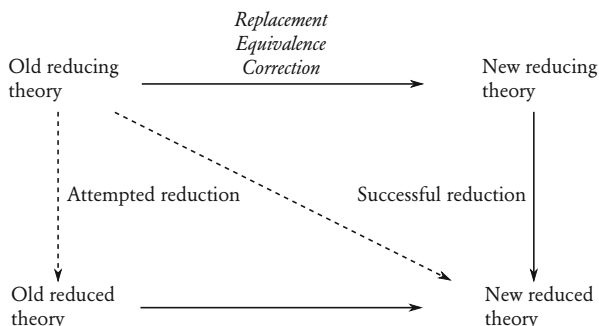 Replacement
Equivalence
Correction
Old reducing
theory
New reducing
theory
Attempted reduction
Successful reduction
Old reduced
theory
New reduced
theory